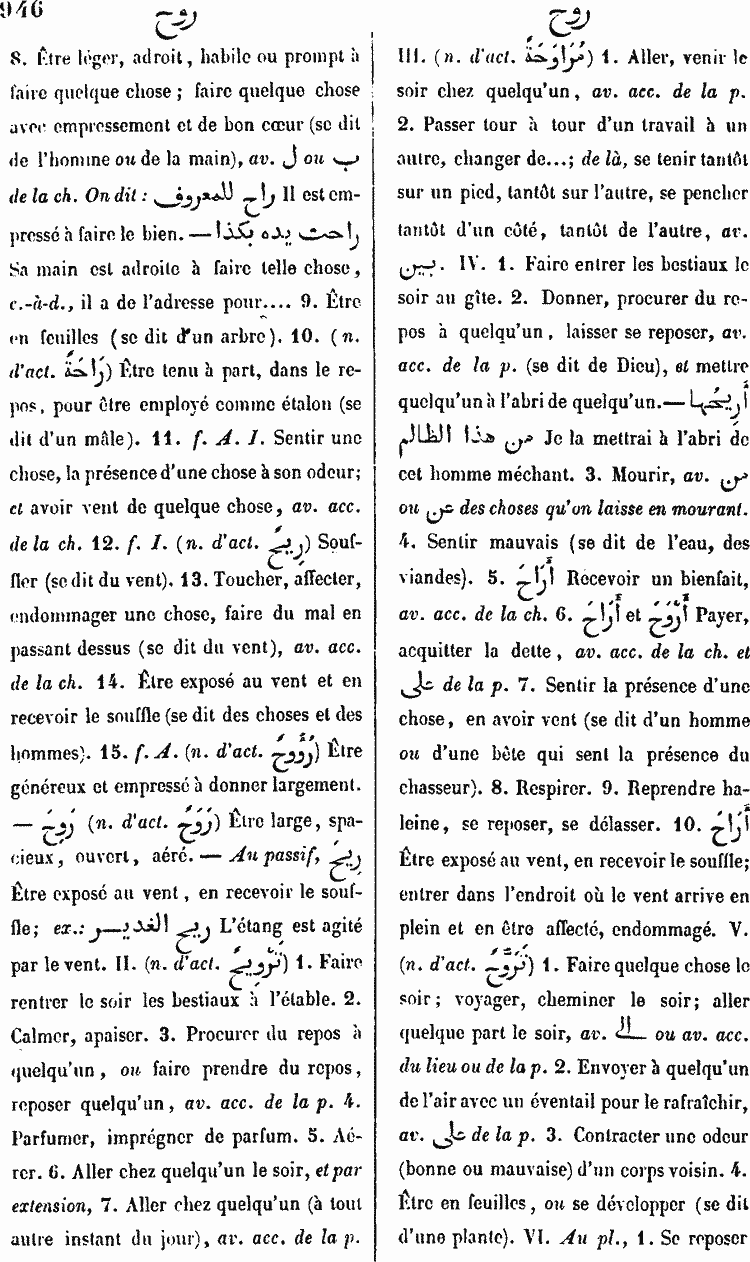 946
روح
روح
8. Être léger, adroit, habile ou prompt à
faire quelque chose ; faire quelque chose
avec empressement et de bon cœur (se dit
de l'homme ou de la main), av. ل ou ب
de la ch. On dit : راح للمعروف Il est em-
pressé à faire le bien. — راحت يده بكذا
Sa main est adroite à faire telle chose,
c.-à-d., il a de l'adresse pour.... 9. Être
en feuilles (se dit d'un arbre). 10. (n.
d'act. رَاحَةٌ) Être tenu à part, dans le re-
pos, pour être employé comme étalon (se
dit d'un mâle). 11. f. A. I. Sentir une
chose, la présence d'une chose à son odeur;
et avoir vent de quelque chose, av. acc.
de la ch. 12. f. I. (n. d'act. رِيحٌ) Souf-
fler (se dit du vent). 13. Toucher, affecter,
endommager une chose, faire du mal en
passant dessus (se dit du vent), av. acc.
de la ch. 14. Être exposé au vent et en
recevoir le souffle (se dit des choses et des
hommes). 15. f. A. (n. d'act. رُؤُوحٌ) Être
généreux et empressé à donner largement.
— رَوِحَ (n. d'act. رَوَحٌ) Être large, spa-
cieux, ouvert, aéré. — Au passif, رِيحَ
Être exposé au vent, en recevoir le souf-
fle; ex.: ريح الغديـر L'étang est agité
par le vent. II. (n. d'act. تَرْوِيحٌ) 1. Faire
rentrer le soir les bestiaux à l'étable. 2.
Calmer, apaiser. 3. Procurer du repos à
quelqu'un, ou faire prendre du repos,
reposer quelqu'un, av. acc. de la p. 4.
Parfumer, imprégner de parfum. 5. Aé-
rer. 6. Aller chez quelqu'un le soir, et par
extension, 7. Aller chez quelqu'un (à tout
autre instant du jour), av. acc. de la p.
III. (n. d'act. مُرَاوَحَةٌ) 1. Aller, venir le
soir chez quelqu'un, av. acc. de la p.
2. Passer tour à tour d'un travail à un
autre, changer de...; de là, se tenir tantôt
sur un pied, tantôt sur l'autre, se pencher
tantôt d'un côté, tantôt de l'autre, av.
بين. IV. 1. Faire entrer les bestiaux le
soir au gîte. 2. Donner, procurer du re-
pos à quelqu'un, laisser se reposer, av.
acc. de la p. (se dit de Dieu), et mettre
quelqu'un à l'abri de quelqu'un. — أُرِيحُها
من هذا الظالم Je la mettrai à l'abri de
cet homme méchant. 3. Mourir, av. من
ou عن des choses qu'on laisse en mourant.
4. Sentir mauvais (se dit de l'eau, des
viandes). 5. أَرَاحَ Recevoir un bienfait,
av. acc. de la ch. 6. أَرَاحَ et أَرْوَحَ Payer,
acquitter la dette, av. acc. de la ch. et
على de la p. 7. Sentir la présence d'une
chose, en avoir vent (se dit d'un homme
ou d'une bête qui sent la présence du
chasseur). 8. Respirer. 9. Reprendre ha-
leine, se reposer, se délasser. 10. أَرَاحَ
Être exposé au vent, en recevoir le souffle;
entrer dans l'endroit où le vent arrive en
plein et en être affecté, endommagé. V.
(n. d'act. تَرَوُّحٌ) 1. Faire quelque chose le
soir; voyager, cheminer le soir; aller
quelque part le soir, av. الى ou av. acc.
du lieu ou de la p. 2. Envoyer à quelqu'un
de l'air avec un éventail pour le rafraîchir,
av. على de la p. 3. Contracter une odeur
(bonne ou mauvaise) d'un corps voisin. 4.
Être en feuilles, ou se développer (se dit
d'une plante). VI. Au pl., 1. Se reposer